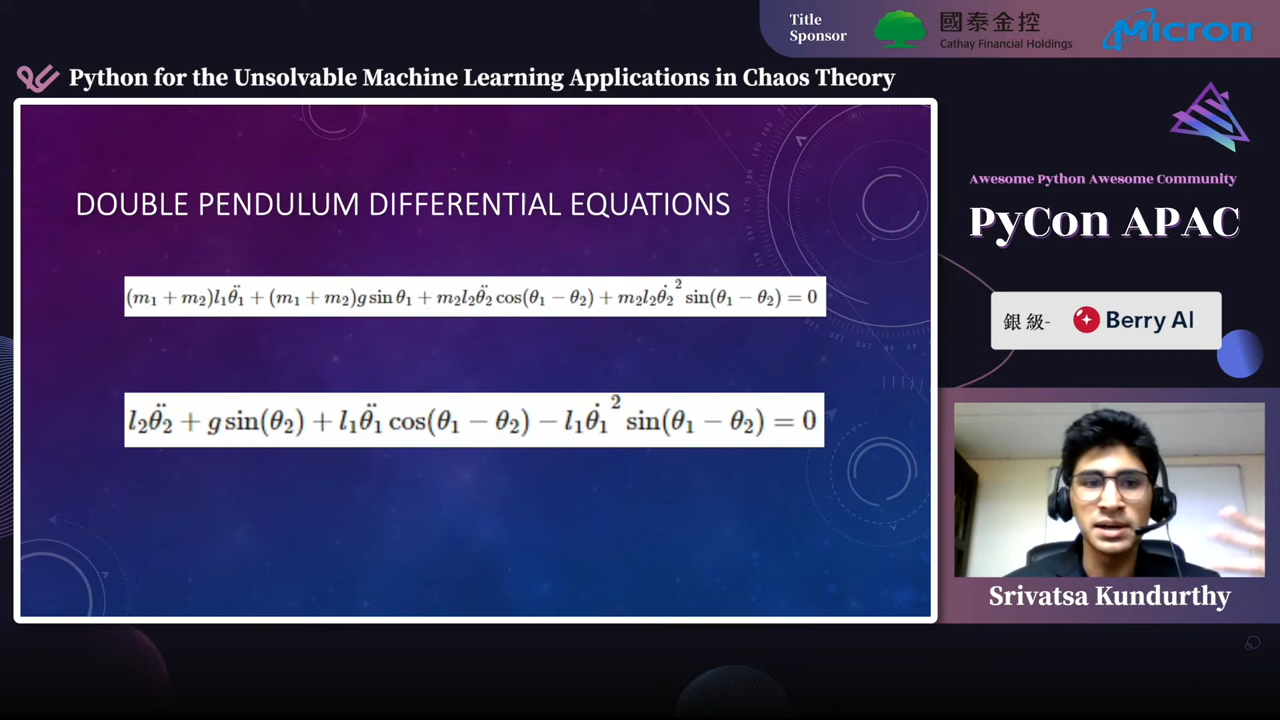 Title
Sponsor
國泰金控
Cathay Financial Holdings
Micron
Python for the Unsolvable Machine Learning Applications in Chaos Theory
DOUBLE PENDULUM DIFFERENTIAL EQUATIONS
(m₁ + m₂)l₁θ̈₁ + (m₁ + m₂)g sin θ₁ + m₂l₂θ̈₂ cos(θ₁ − θ₂) + m₂l₂θ̇₂² sin(θ₁ − θ₂) = 0
l₂θ̈₂ + g sin(θ₂) + l₁θ̈₁ cos(θ₁ − θ₂) − l₁θ̇₁² sin(θ₁ − θ₂) = 0
Awesome Python Awesome Community
PyCon APAC
銀級-
Berry AI
Srivatsa Kundurthy